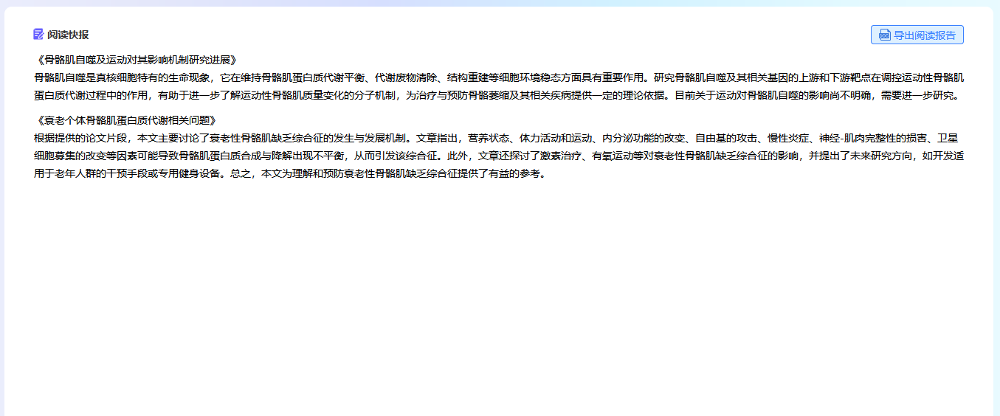 阅读快报
导出阅读报告
《骨骼肌自噬及运动对其影响机制研究进展》
骨骼肌自噬是真核细胞特有的生命现象，它在维持骨骼肌蛋白质代谢平衡、代谢废物清除、结构重建等细胞环境稳态方面具有重要作用。研究骨骼肌自噬及其相关基因的上游和下游靶点在调控运动性骨骼肌
蛋白质代谢过程中的作用，有助于进一步了解运动性骨骼肌质量变化的分子机制，为治疗与预防骨骼萎缩及其相关疾病提供一定的理论依据。目前关于运动对骨骼肌自噬的影响尚不明确，需要进一步研究。
《衰老个体骨骼肌蛋白质代谢相关问题》
根据提供的论文片段，本文主要讨论了衰老性骨骼肌缺乏综合征的发生与发展机制。文章指出，营养状态、体力活动和运动、内分泌功能的改变、自由基的攻击、慢性炎症、神经-肌肉完整性的损害、卫星
细胞募集的改变等因素可能导致骨骼肌蛋白质合成与降解出现不平衡，从而引发该综合征。此外，文章还探讨了激素治疗、有氧运动等对衰老性骨骼肌缺乏综合征的影响，并提出了未来研究方向，如开发适
用于老年人群的干预手段或专用健身设备。总之，本文为理解和预防衰老性骨骼肌缺乏综合征提供了有益的参考。